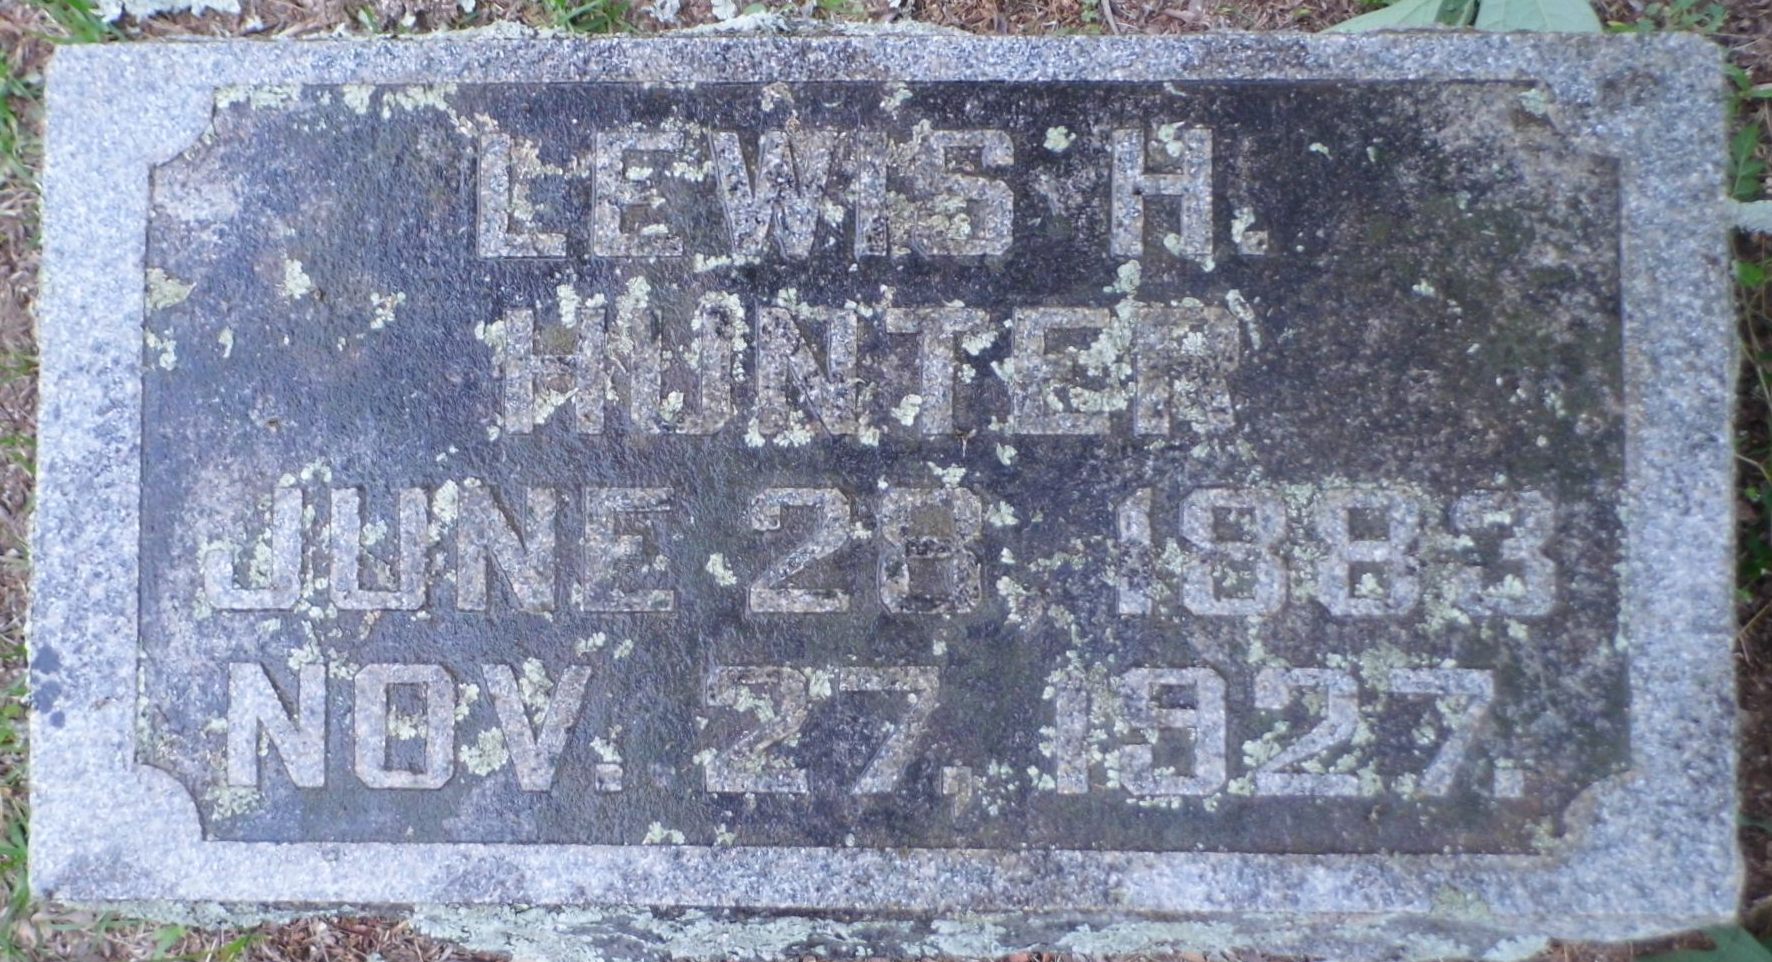 LEWIS H.
HUNTER
JUNE 28 1883
NOV. 27, 1927.